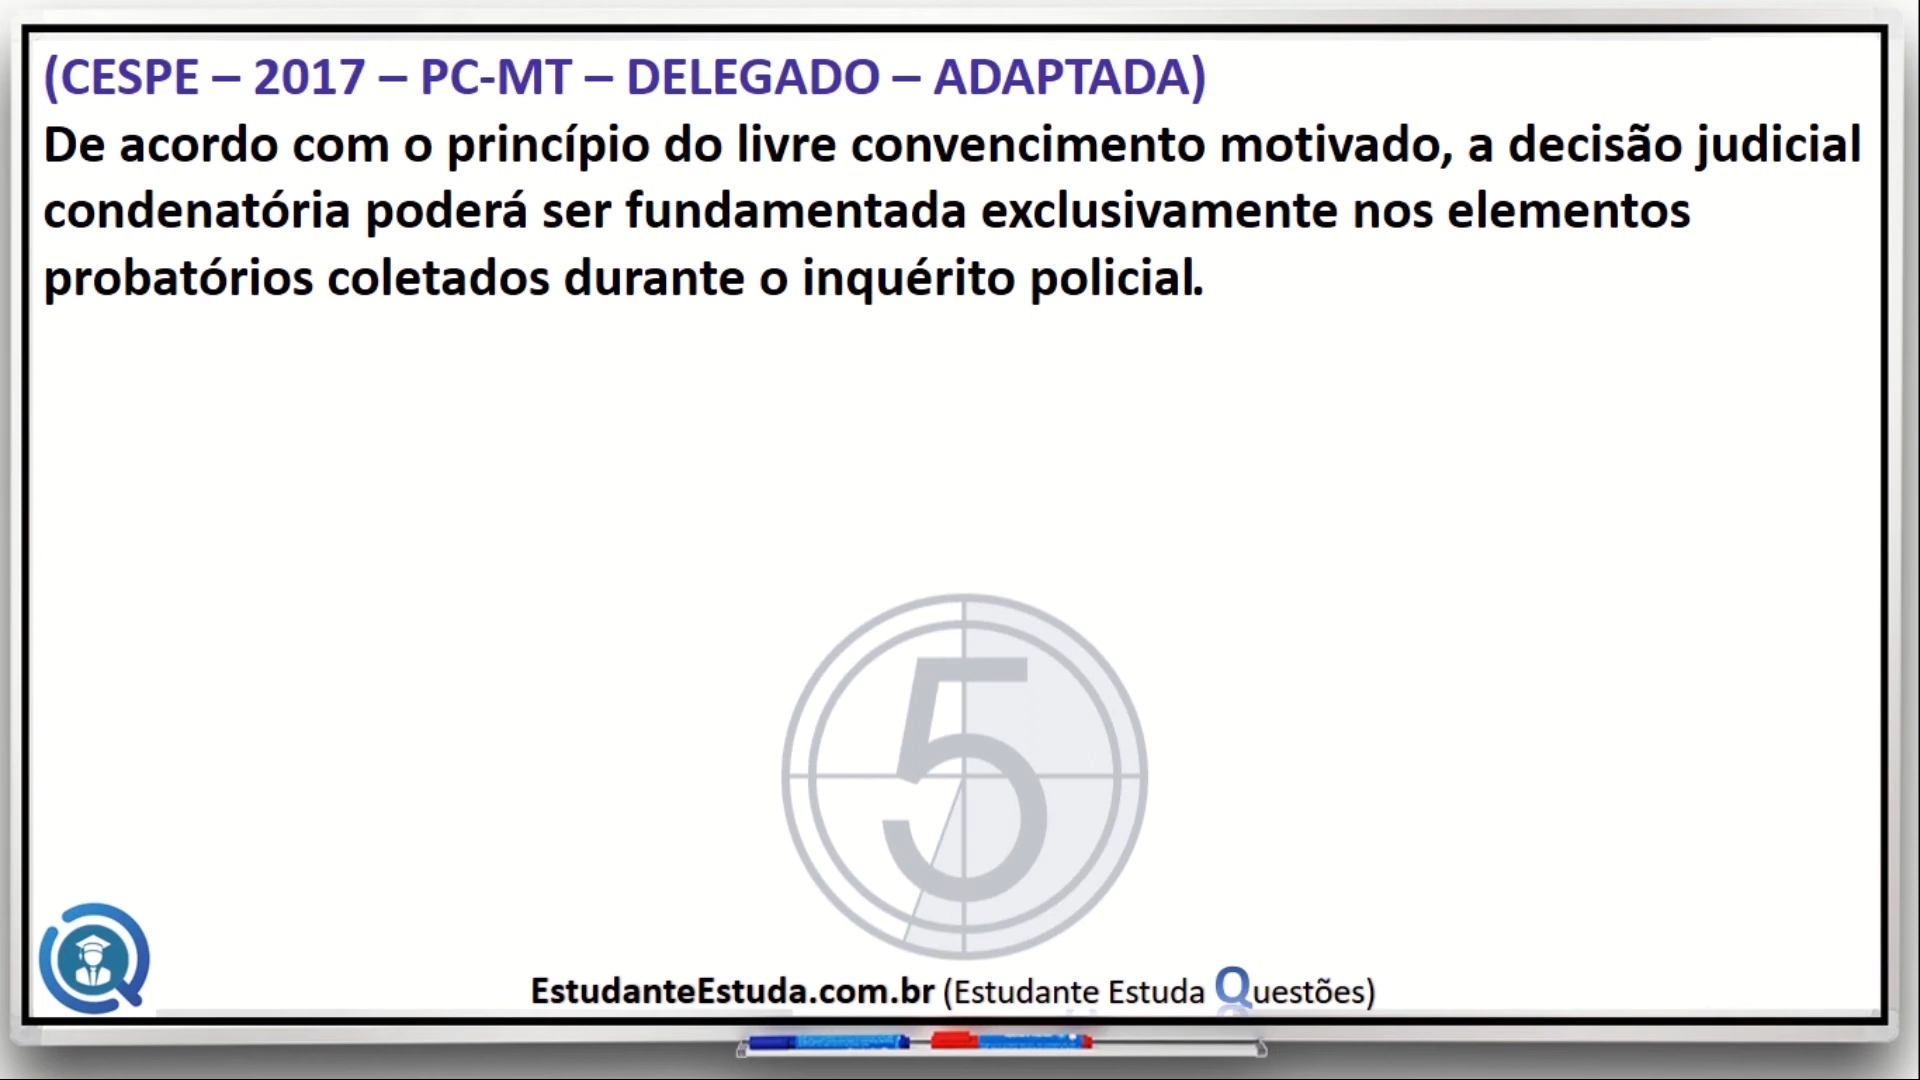 (CESPE – 2017 – PC-MT – DELEGADO – ADAPTADA)
De acordo com o princípio do livre convencimento motivado, a decisão judicial
condenatória poderá ser fundamentada exclusivamente nos elementos
probatórios coletados durante o inquérito policial.
5
EstudanteEstuda.com.br (Estudante Estuda Questões)